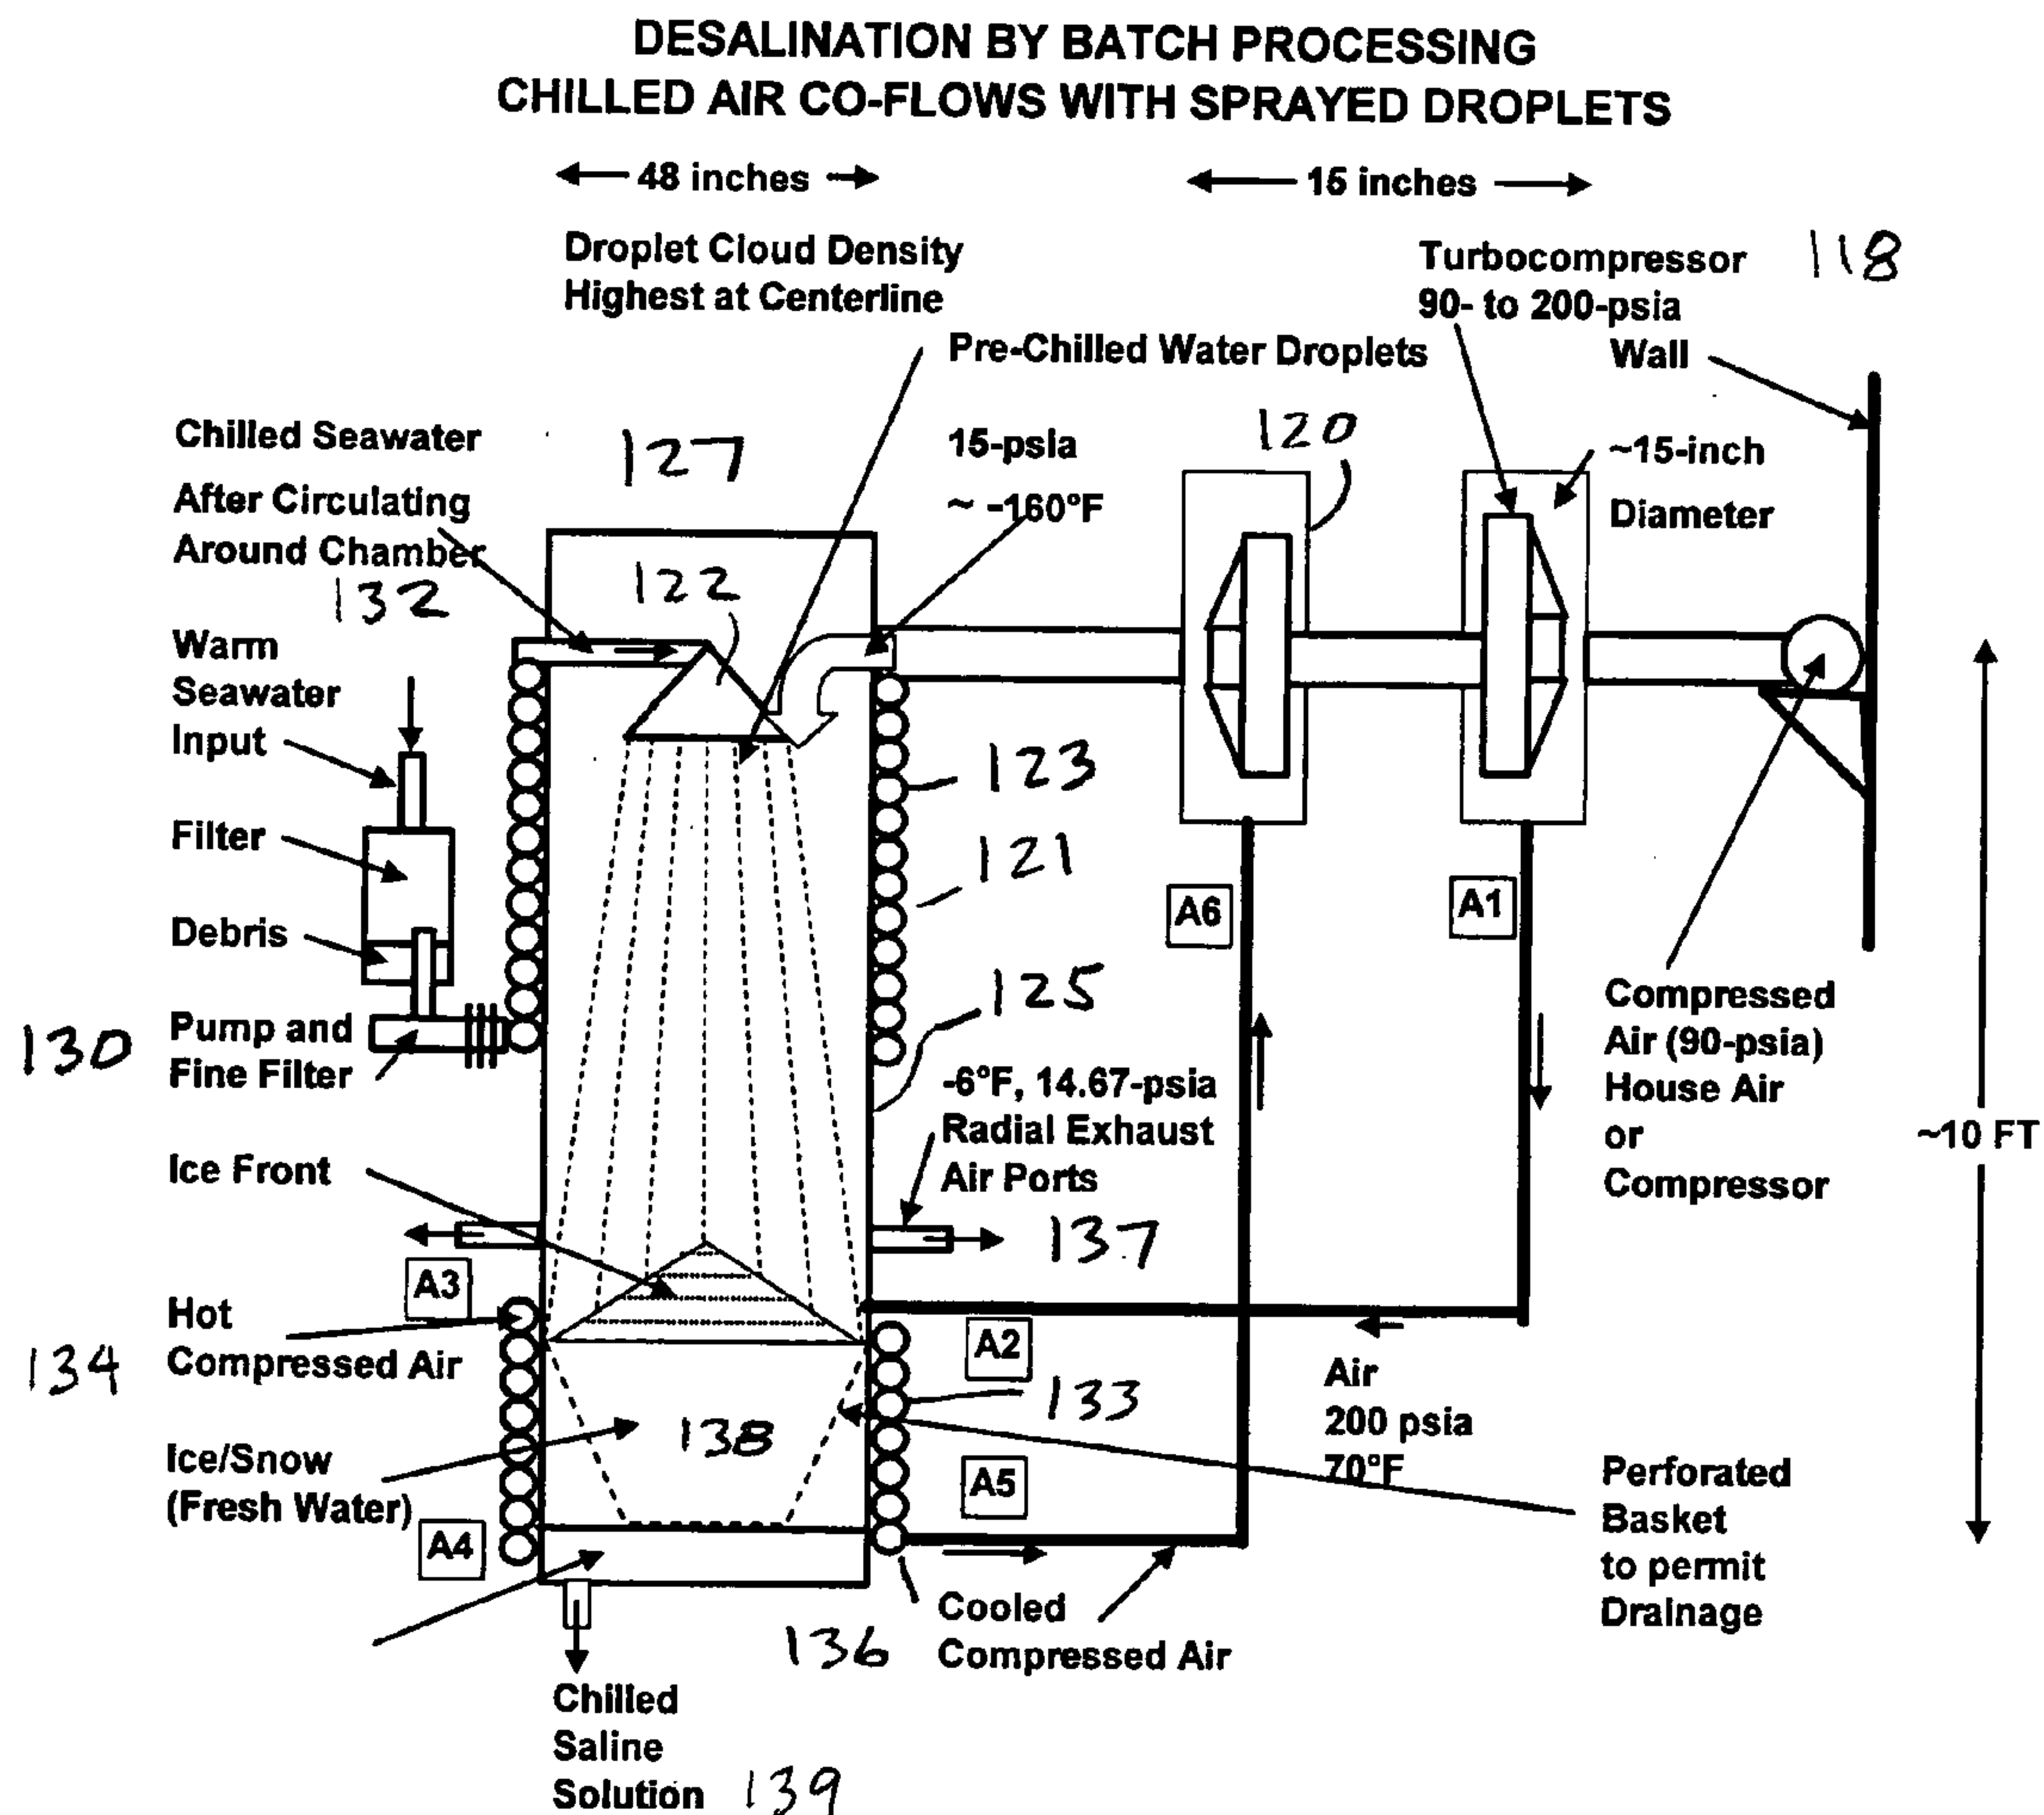 DESALINATION BY BATCH PROCESSING
CHILLED AIR CO-FLOWS WITH SPRAYED DROPLETS
48 inches
15 inches
Droplet Cloud Density
Highest at Centerline
Turbocompressor
90- to 200-psia
118
Pre-Chilled Water Droplets
Wall
Chilled Seawater
After Circulating
Around Chamber
127
15-psia
~ -160°F
120
~15-inch
Diameter
132
122
Warm
Seawater
Input
123
Filter
121
A6
A1
Debris
125
130
Pump and
Fine Filter
-6°F, 14.67-psia
Radial Exhaust
Air Ports
Compressed
Air (90-psia)
House Air
or
Compressor
~10 FT
Ice Front
137
A3
Hot
Compressed Air
134
A2
133
Air
200 psia
70°F
138
Ice/Snow
(Fresh Water)
A5
A4
Perforated
Basket
to permit
Drainage
136
Cooled
Compressed Air
Chilled
Saline
Solution
139